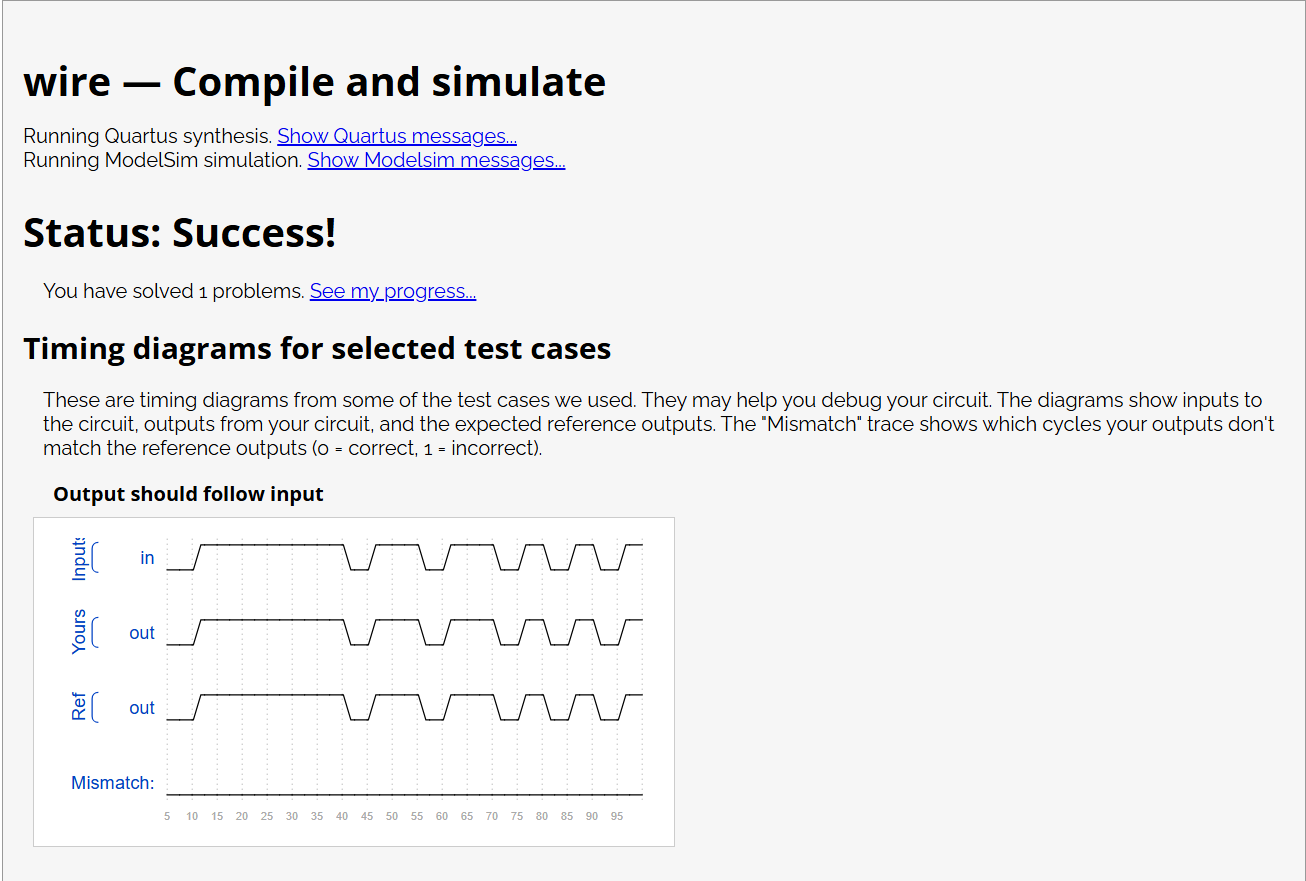 wire — Compile and simulate
Running Quartus synthesis. Show Quartus messages...
Running ModelSim simulation. Show Modelsim messages...
Status: Success!
You have solved 1 problems. See my progress...
Timing diagrams for selected test cases
These are timing diagrams from some of the test cases we used. They may help you debug your circuit. The diagrams show inputs to
the circuit, outputs from your circuit, and the expected reference outputs. The "Mismatch" trace shows which cycles your outputs don't
match the reference outputs (0 = correct, 1 = incorrect).
Output should follow input
Inputs
in
Yours
out
Ref
out
Mismatch:
5 10 15 20 25 30 35 40 45 50 55 60 65 70 75 80 85 90 95